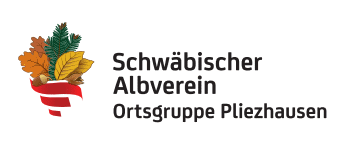 Schwäbischer
Albverein
Ortsgruppe Pliezhausen